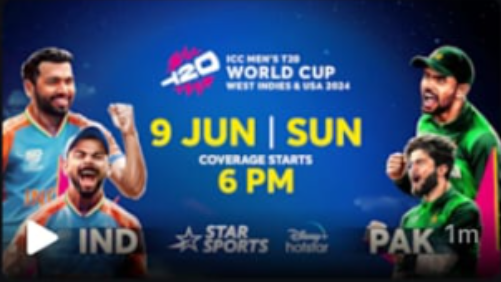 T20
ICC MEN'S T20
WORLD CUP
WEST INDIES & USA 2024
9 JUN | SUN
COVERAGE STARTS
6 PM
IND
STAR
SPORTS
Disney+
hotstar
PAK
1m